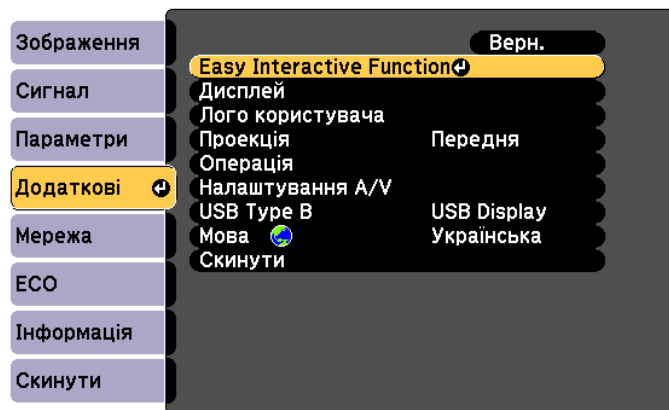 Зображення
Сигнал
Параметри
Додаткові
Мережа
ECO
Інформація
Скинути
Верн.
Easy Interactive Function
Дисплей
Лого користувача
Проекція Передня
Операція
Налаштування A/V
USB Type B USB Display
Мова Українська
Скинути